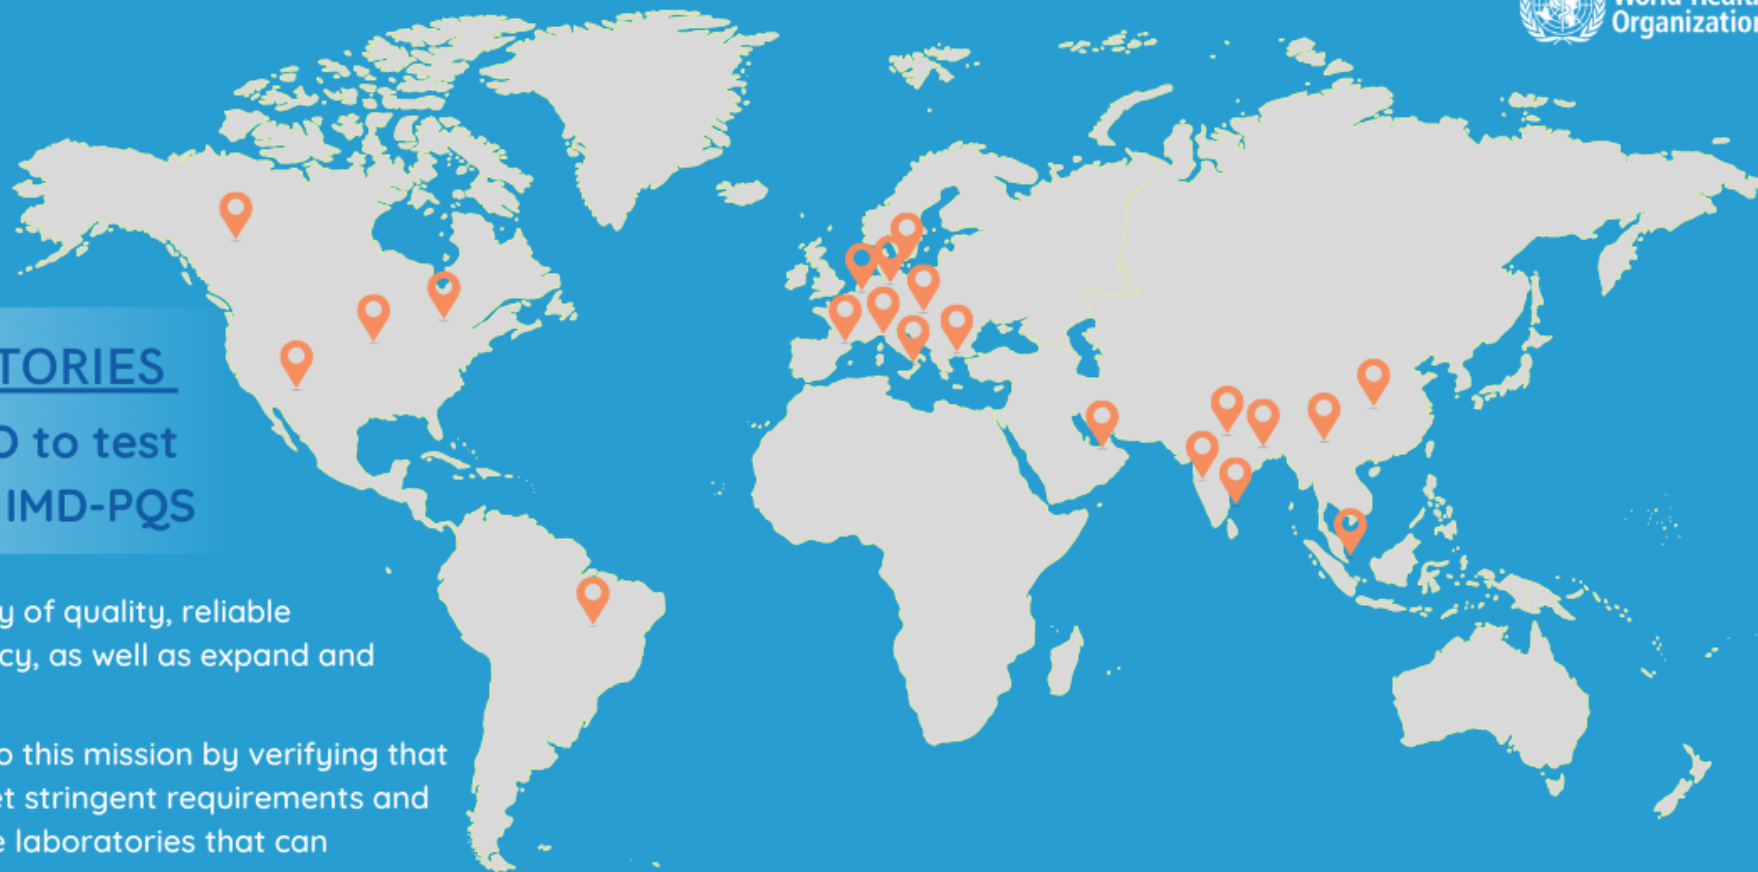 Organization
TORIES
to test
IMD-PQS
y of quality, reliable
cy, as well as expand and
o this mission by verifying that
et stringent requirements and
e laboratories that can